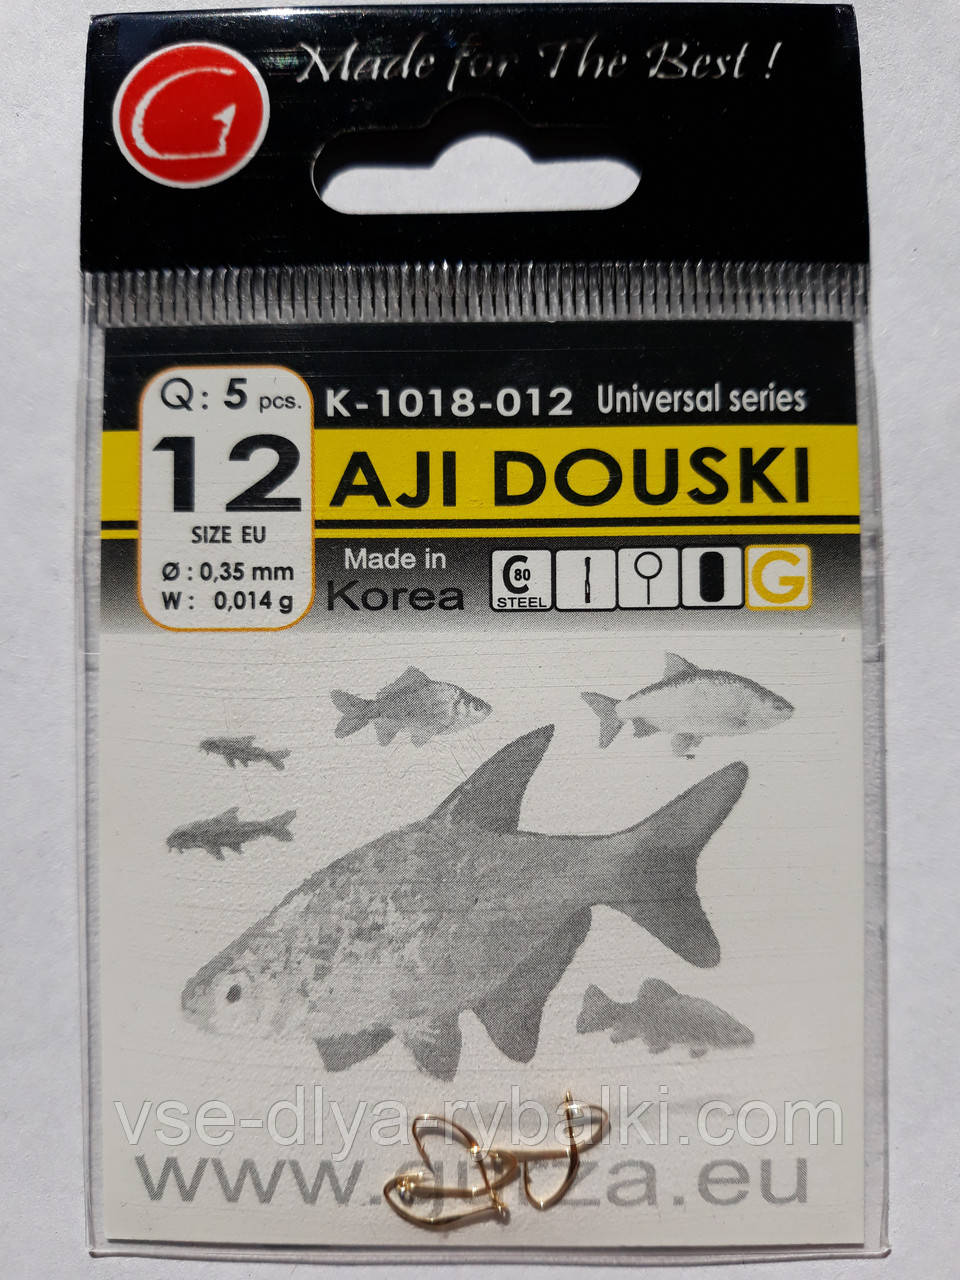 G
Made for The Best !
Q: 5 pcs.
12
SIZE EU
Ø : 0,35 mm
W : 0,014 g
K-1018-012 Universal series
AJI DOUSKI
Made in
Korea
C 80
STEEL
G
vse-dlya-rybalki.com
www.gurza.eu